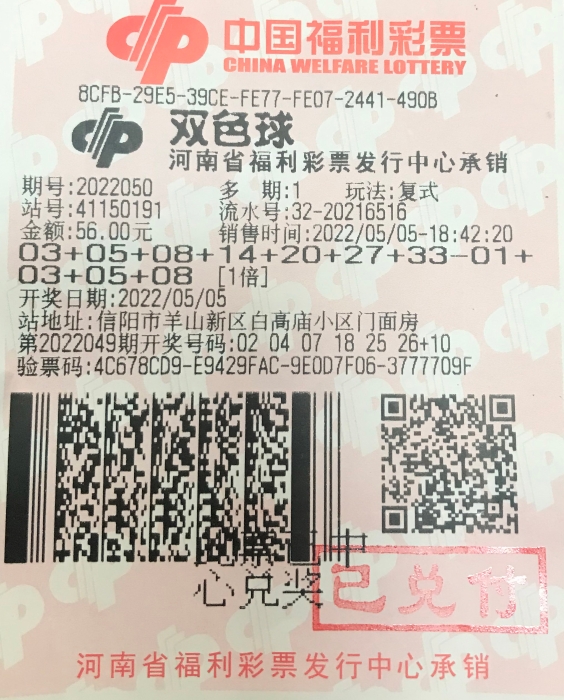 中国福利彩票
CHINA WELFARE LOTTERY
8CFB-29E5-39CE-FE77-FE07-2441-490B
双色球
河南省福利彩票发行中心承销
期号:2022050 多 期:1 玩法:复式
站号:41150191 流水号:32-20216516
金额:56.00元 销售时间:2022/05/05-18:42:20
03+05+08+14+20+27+33-01+
03+05+08 [1倍]
开奖日期:2022/05/05
站地址:信阳市羊山新区白高庙小区门面房
第2022049期开奖号码:02 04 07 18 25 26+10
验票码:4C678CD9-E9429FAC-9E0D7F06-3777709F
心兑奖
已兑付
河南省福利彩票发行中心承销